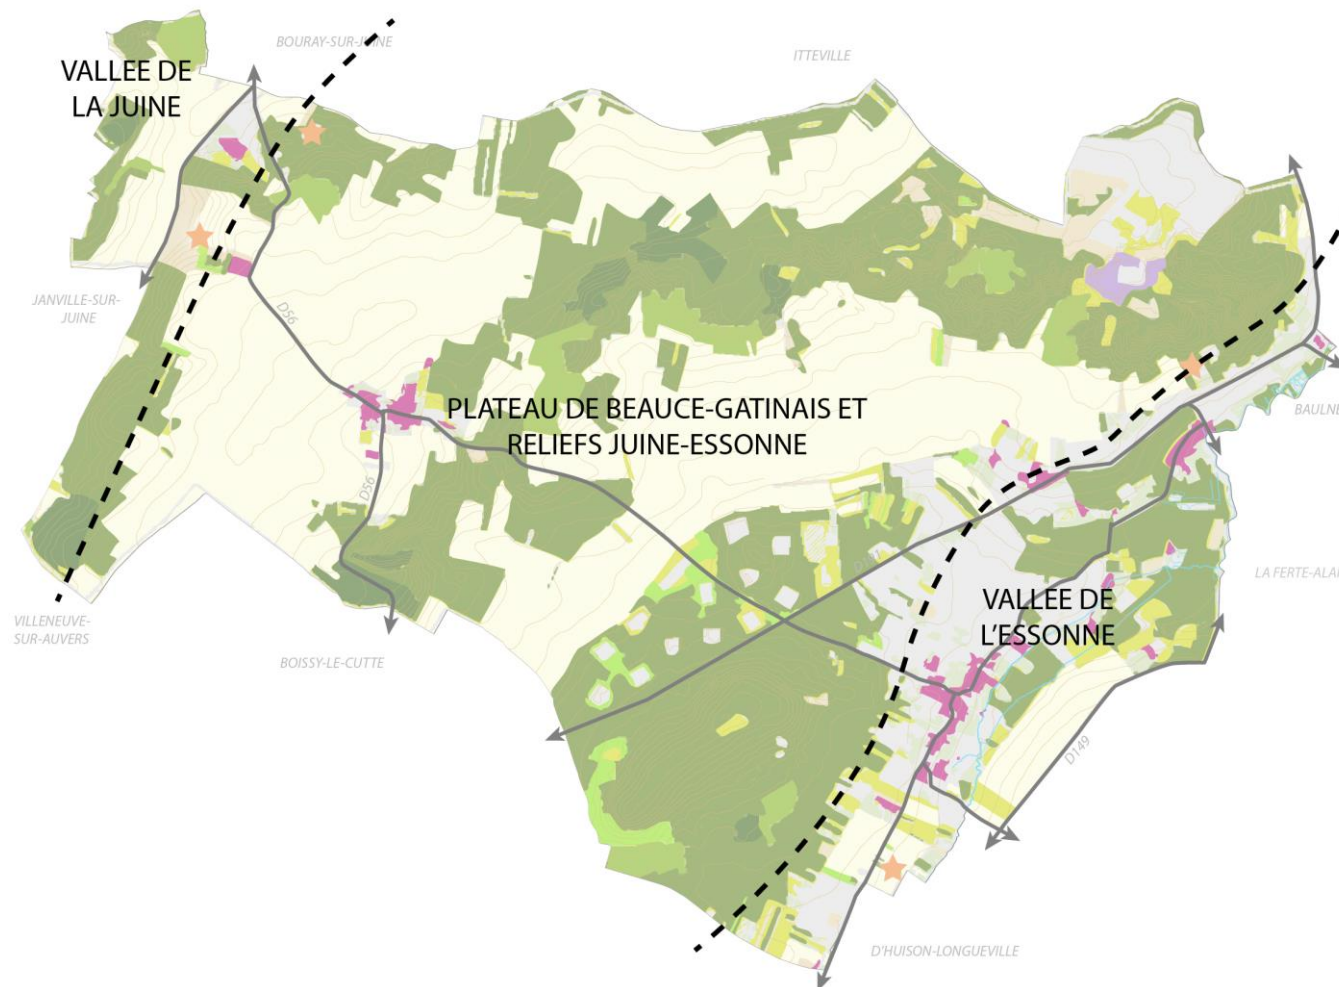 BOURAY-SUR-JUINE
ITTEVILLE
VALLEE DE
LA JUINE
JANVILLE-SUR-
JUINE
D56
BAULNE
PLATEAU DE BEAUCE-GATINAIS ET
RELIEFS JUINE-ESSONNE
D56
LA FERTE-ALAI
VALLEE DE
L'ESSONNE
VILLENEUVE-
SUR-AUVERS
BOISSY-LE-CUTTE
D149
D'HUISON-LONGUEVILLE